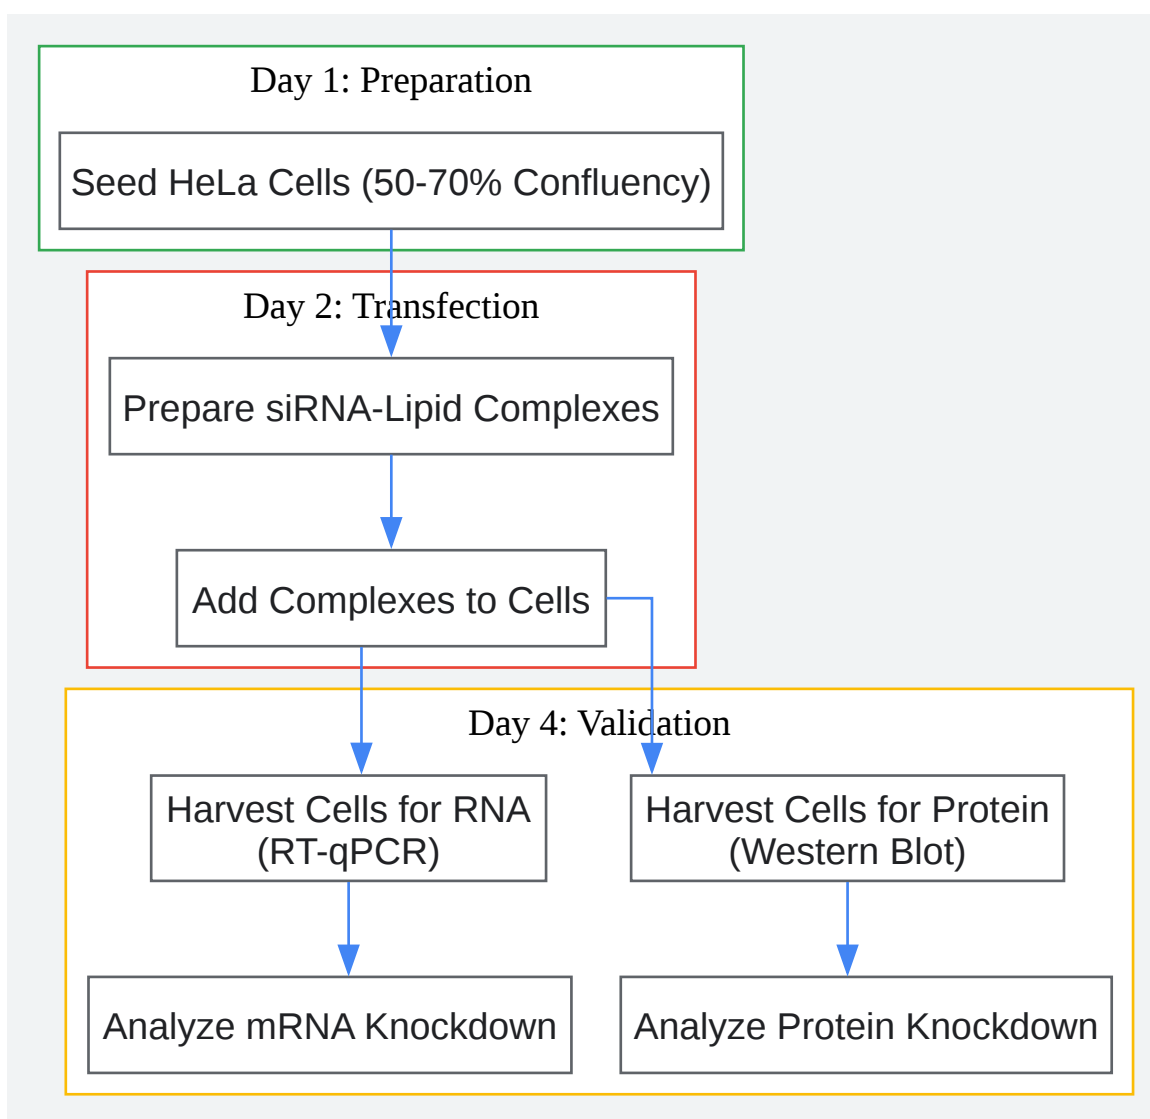 Day 1: Preparation
Seed HeLa Cells (50-70% Confluency)
Day 2: Transfection
Prepare siRNA-Lipid Complexes
Add Complexes to Cells
Day 4: Validation
Harvest Cells for RNA
(RT-qPCR)
Harvest Cells for Protein
(Western Blot)
Analyze mRNA Knockdown
Analyze Protein Knockdown